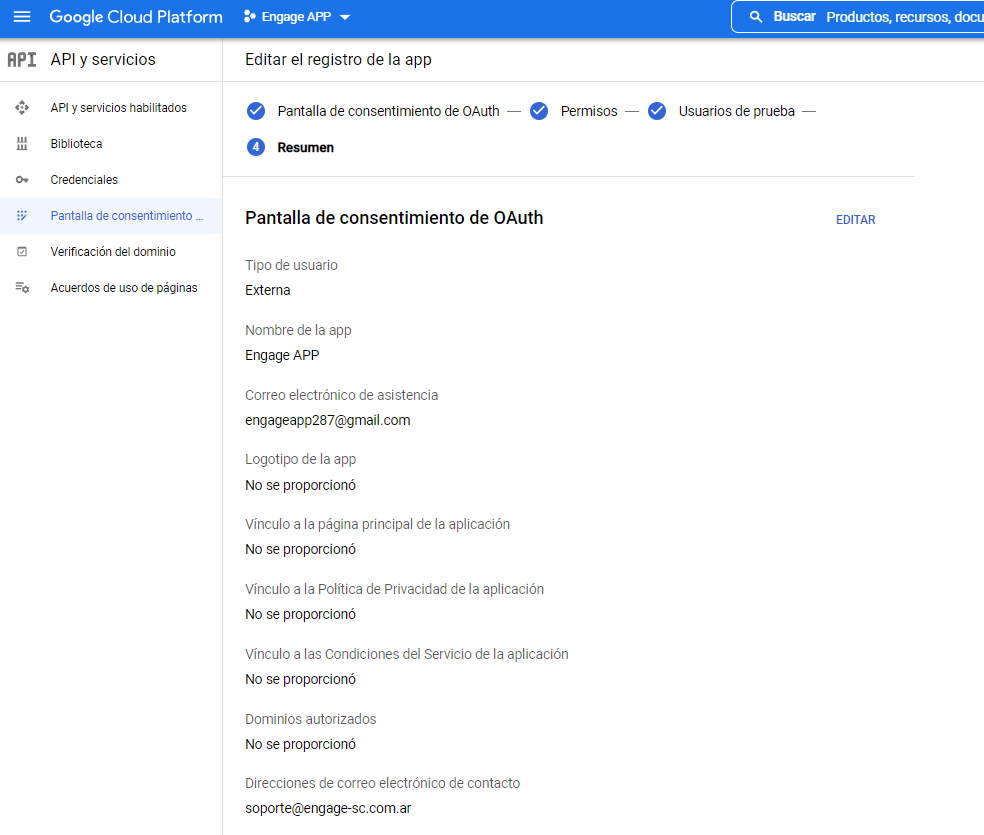 Google Cloud Platform
Engage APP
Buscar Productos, recursos, docu
API API y servicios
Editar el registro de la app
API y servicios habilitados
Biblioteca
Credenciales
Pantalla de consentimiento ...
Verificación del dominio
Acuerdos de uso de páginas
Pantalla de consentimiento de OAuth — Permisos — Usuarios de prueba —
4 Resumen
Pantalla de consentimiento de OAuth
EDITAR
Tipo de usuario
Externa
Nombre de la app
Engage APP
Correo electrónico de asistencia
engageapp287@gmail.com
Logotipo de la app
No se proporcionó
Vínculo a la página principal de la aplicación
No se proporcionó
Vínculo a la Política de Privacidad de la aplicación
No se proporcionó
Vínculo a las Condiciones del Servicio de la aplicación
No se proporcionó
Dominios autorizados
No se proporcionó
Direcciones de correo electrónico de contacto
soporte@engage-sc.com.ar